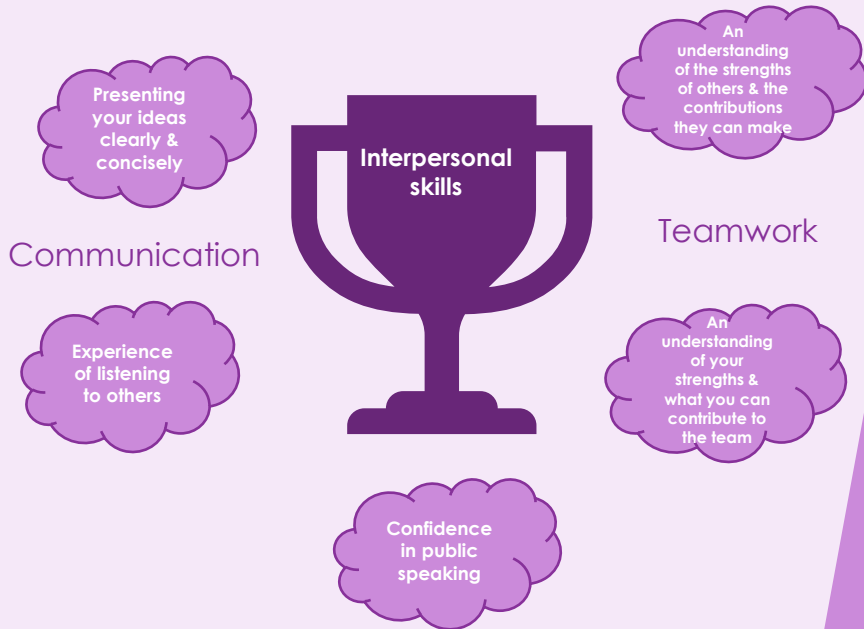 Presenting
your ideas
clearly &
concisely
Communication
Experience
of listening
to others
Interpersonal
skills
Confidence
in public
speaking
An
understanding
of the strengths
of others & the
contributions
they can make
Teamwork
An
understanding
of your
strengths &
what you can
contribute to
the team